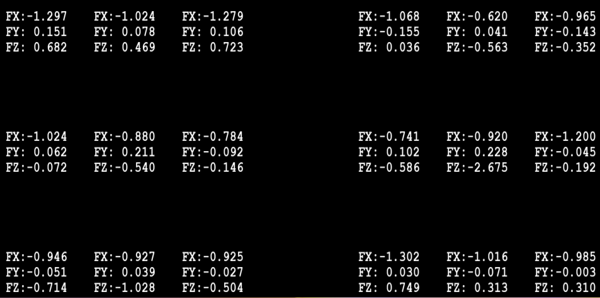 FX:-1.297 FX:-1.024 FX:-1.279 FX:-1.068 FX:-0.620 FX:-0.965
FY: 0.151 FY: 0.078 FY: 0.106 FY:-0.155 FY: 0.041 FY:-0.143
FZ: 0.682 FZ: 0.469 FZ: 0.723 FZ: 0.036 FZ:-0.563 FZ:-0.352
FX:-1.024 FX:-0.880 FX:-0.784 FX:-0.741 FX:-0.920 FX:-1.200
FY: 0.062 FY: 0.211 FY:-0.092 FY: 0.102 FY: 0.228 FY:-0.045
FZ:-0.072 FZ:-0.540 FZ:-0.146 FZ:-0.586 FZ:-2.675 FZ:-0.192
FX:-0.946 FX:-0.927 FX:-0.925 FX:-1.302 FX:-1.016 FX:-0.985
FY:-0.051 FY: 0.039 FY:-0.027 FY: 0.030 FY:-0.071 FY:-0.003
FZ:-0.714 FZ:-1.028 FZ:-0.504 FZ: 0.749 FZ: 0.313 FZ: 0.310